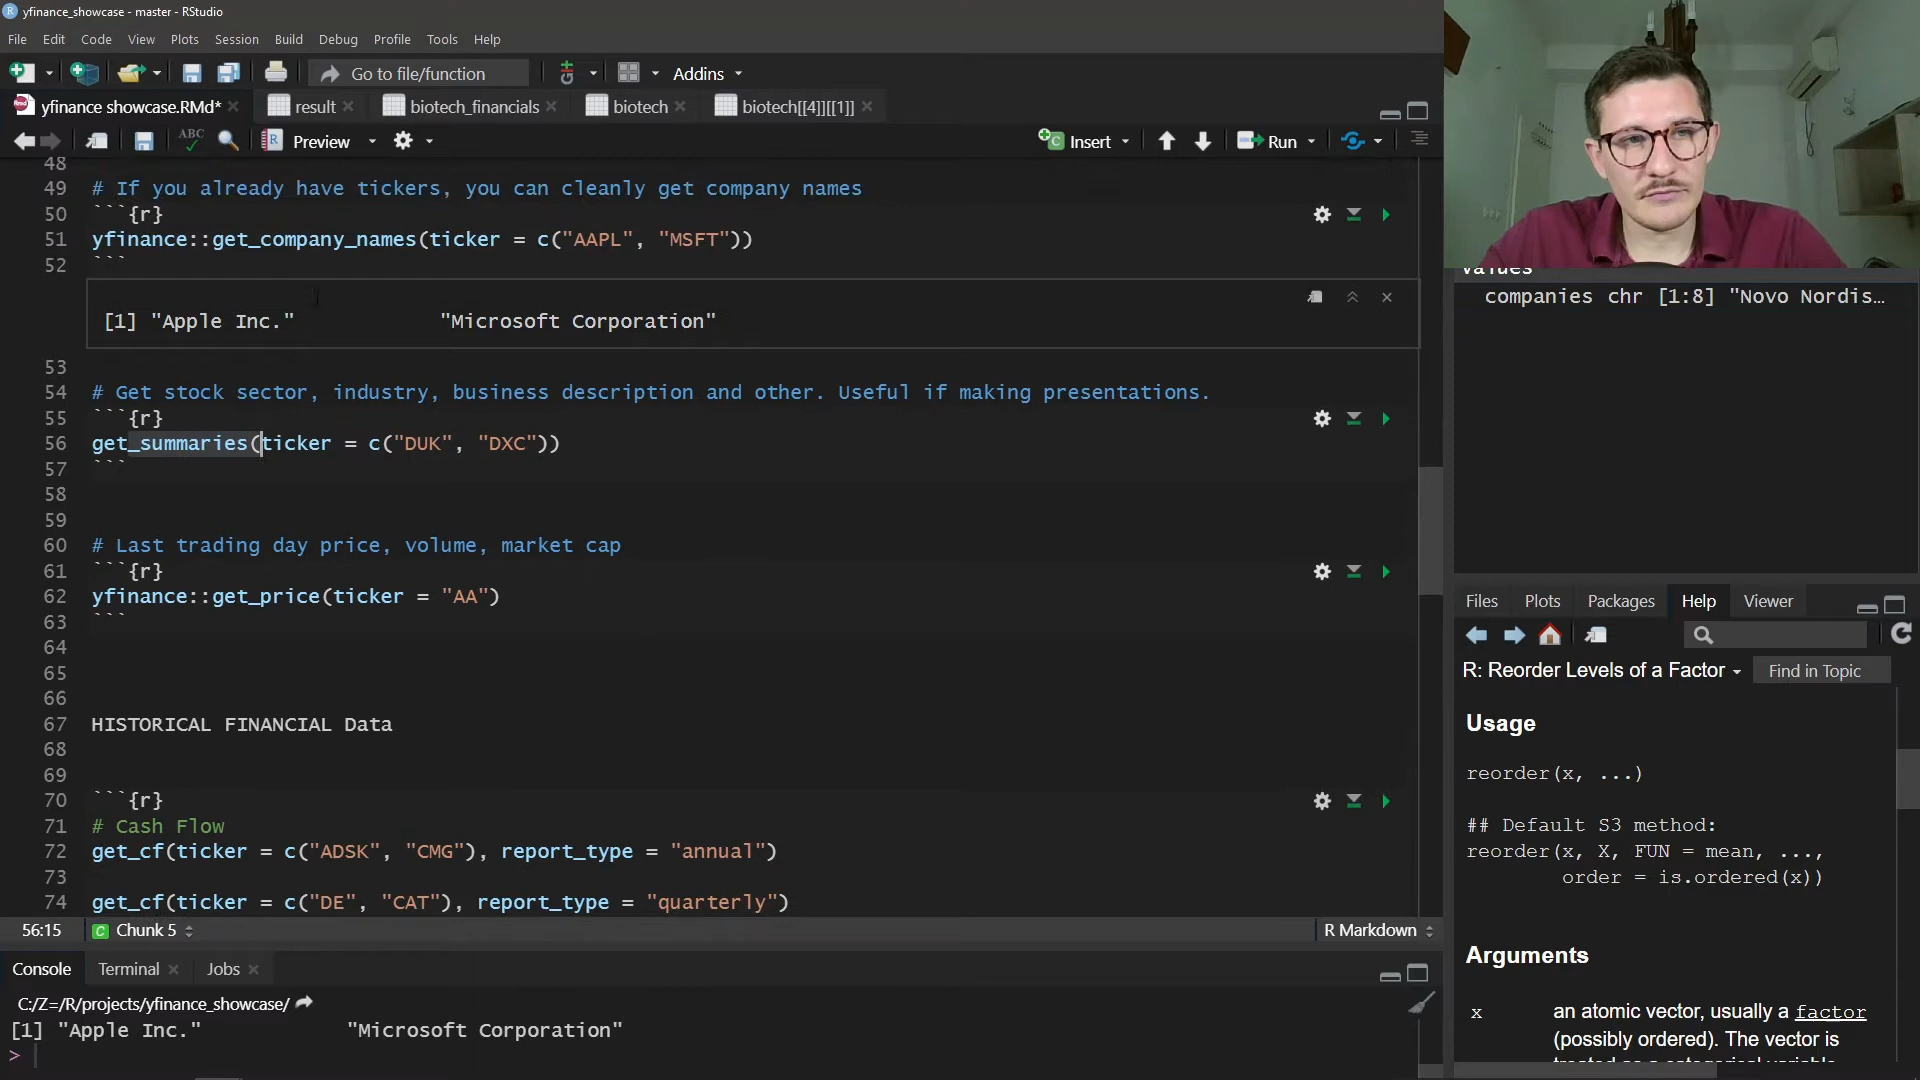 yfinance_showcase - master - RStudio
File Edit Code View Plots Session Build Debug Profile Tools Help
Go to file/function Addins
yfinance showcase.RMd* result biotech_financials biotech biotech[[4]][[1]]
ABC Preview Insert Run
48
49 # If you already have tickers, you can cleanly get company names
50 ```{r}
51 yfinance::get_company_names(ticker = c("AAPL", "MSFT"))
52 ```
[1] "Apple Inc." "Microsoft Corporation"
53
54 # Get stock sector, industry, business description and other. Useful if making presentations.
55 ```{r}
56 get_summaries(ticker = c("DUK", "DXC"))
57 ```
58
59
60 # Last trading day price, volume, market cap
61 ```{r}
62 yfinance::get_price(ticker = "AA")
63 ```
64
65
66
67 HISTORICAL FINANCIAL Data
68
69
70 ```{r}
71 # Cash Flow
72 get_cf(ticker = c("ADSK", "CMG"), report_type = "annual")
73
74 get_cf(ticker = c("DE", "CAT"), report_type = "quarterly")
56:15 C Chunk 5 R Markdown
Console Terminal Jobs
C:/Z=/R/projects/yfinance_showcase/
[1] "Apple Inc." "Microsoft Corporation"
>
Values
companies chr [1:8] "Novo Nordis…
Files Plots Packages Help Viewer
R: Reorder Levels of a Factor Find in Topic
Usage
reorder(x, ...)
## Default S3 method:
reorder(x, X, FUN = mean, ...,
order = is.ordered(x))
Arguments
x an atomic vector, usually a factor
(possibly ordered). The vector is
treated as a categorical variable